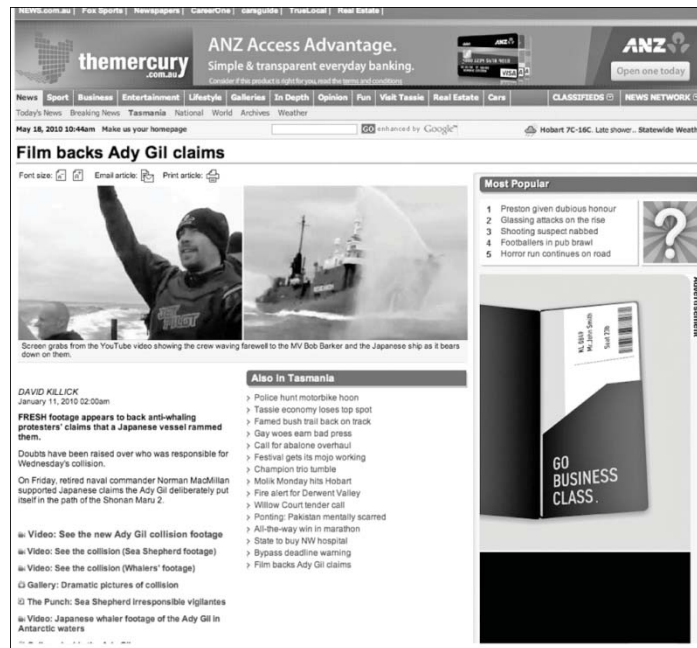 NEWS.com.au | Fox Sports | Newspapers | CareerOne | carsguide | TrueLocal | Real Estate |
themercury
.com.au
ANZ Access Advantage.
Simple & transparent everyday banking.
Consider if this product is right for you, read the terms and conditions
VISA
ANZ
Open one today
News Sport Business Entertainment Lifestyle Galleries In Depth Opinion Fun Visit Tassie Real Estate Cars CLASSIFIEDS NEWS NETWORK
Today's News Breaking News Tasmania National World Archives Weather
May 18, 2010 10:44am Make us your homepage GO enhanced by Google Hobart 7C-16C. Late shower.. Statewide Weath
Film backs Ady Gil claims
Font size: Email article: Print article:
JET PILOT
RESEARCH
Screen grabs from the YouTube video showing the crew waving farewell to the MV Bob Barker and the Japanese ship as it bears
down on them.
DAVID KILLICK
January 11, 2010 02:00am
FRESH footage appears to back anti-whaling
protesters' claims that a Japanese vessel rammed
them.
Doubts have been raised over who was responsible for
Wednesday's collision.
On Friday, retired naval commander Norman MacMillan
supported Japanese claims the Ady Gil deliberately put
itself in the path of the Shonan Maru 2.
Video: See the new Ady Gil collision footage
Video: See the collision (Sea Shepherd footage)
Video: See the collision (Whalers' footage)
Gallery: Dramatic pictures of collision
The Punch: Sea Shepherd irresponsible vigilantes
Video: Japanese whaler footage of the Ady Gil in
Antarctic waters
Also in Tasmania
Police hunt motorbike hoon
Tassie economy loses top spot
Famed bush trail back on track
Gay woes earn bad press
Call for abalone overhaul
Festival gets its mojo working
Champion trio tumble
Molik Monday hits Hobart
Fire alert for Derwent Valley
Willow Court tender call
Ponting: Pakistan mentally scarred
All-the-way win in marathon
State to buy NW hospital
Bypass deadline warning
Film backs Ady Gil claims
Most Popular
1 Preston given dubious honour
2 Glassing attacks on the rise
3 Shooting suspect nabbed
4 Footballers in pub brawl
5 Horror run continues on road
?
Advertisement
Mr John Smith
Seat 23b
GO
BUSINESS
CLASS.